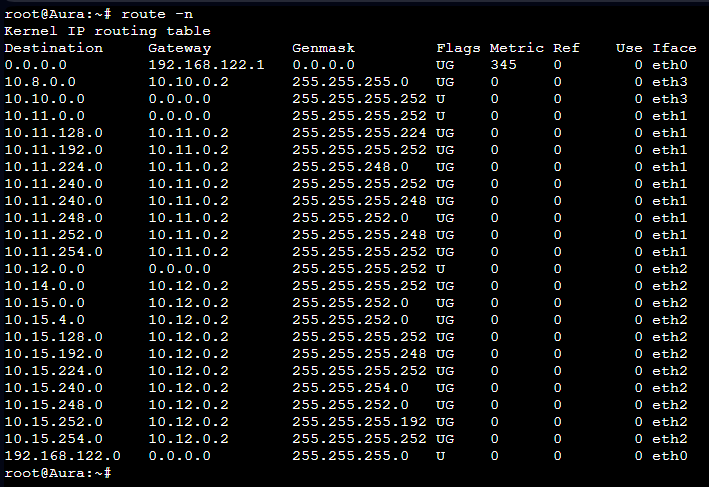 root@Aura:~# route -n
Kernel IP routing table
Destination     Gateway         Genmask         Flags Metric Ref    Use Iface
0.0.0.0         192.168.122.1   0.0.0.0         UG    345    0        0 eth0
10.8.0.0        10.10.0.2       255.255.255.0   UG    0      0        0 eth3
10.10.0.0       0.0.0.0         255.255.255.252 U     0      0        0 eth3
10.11.0.0       0.0.0.0         255.255.255.252 U     0      0        0 eth1
10.11.128.0     10.11.0.2       255.255.255.224 UG    0      0        0 eth1
10.11.192.0     10.11.0.2       255.255.255.252 UG    0      0        0 eth1
10.11.224.0     10.11.0.2       255.255.248.0   UG    0      0        0 eth1
10.11.240.0     10.11.0.2       255.255.255.252 UG    0      0        0 eth1
10.11.240.0     10.11.0.2       255.255.255.248 UG    0      0        0 eth1
10.11.248.0     10.11.0.2       255.255.252.0   UG    0      0        0 eth1
10.11.252.0     10.11.0.2       255.255.255.248 UG    0      0        0 eth1
10.11.254.0     10.11.0.2       255.255.255.252 UG    0      0        0 eth1
10.12.0.0       0.0.0.0         255.255.255.252 U     0      0        0 eth2
10.14.0.0       10.12.0.2       255.255.255.252 UG    0      0        0 eth2
10.15.0.0       10.12.0.2       255.255.252.0   UG    0      0        0 eth2
10.15.4.0       10.12.0.2       255.255.252.0   UG    0      0        0 eth2
10.15.128.0     10.12.0.2       255.255.255.252 UG    0      0        0 eth2
10.15.192.0     10.12.0.2       255.255.255.248 UG    0      0        0 eth2
10.15.224.0     10.12.0.2       255.255.255.252 UG    0      0        0 eth2
10.15.240.0     10.12.0.2       255.255.254.0   UG    0      0        0 eth2
10.15.248.0     10.12.0.2       255.255.252.0   UG    0      0        0 eth2
10.15.252.0     10.12.0.2       255.255.255.192 UG    0      0        0 eth2
10.15.254.0     10.12.0.2       255.255.255.252 UG    0      0        0 eth2
192.168.122.0   0.0.0.0         255.255.255.0   U     0      0        0 eth0
root@Aura:~#